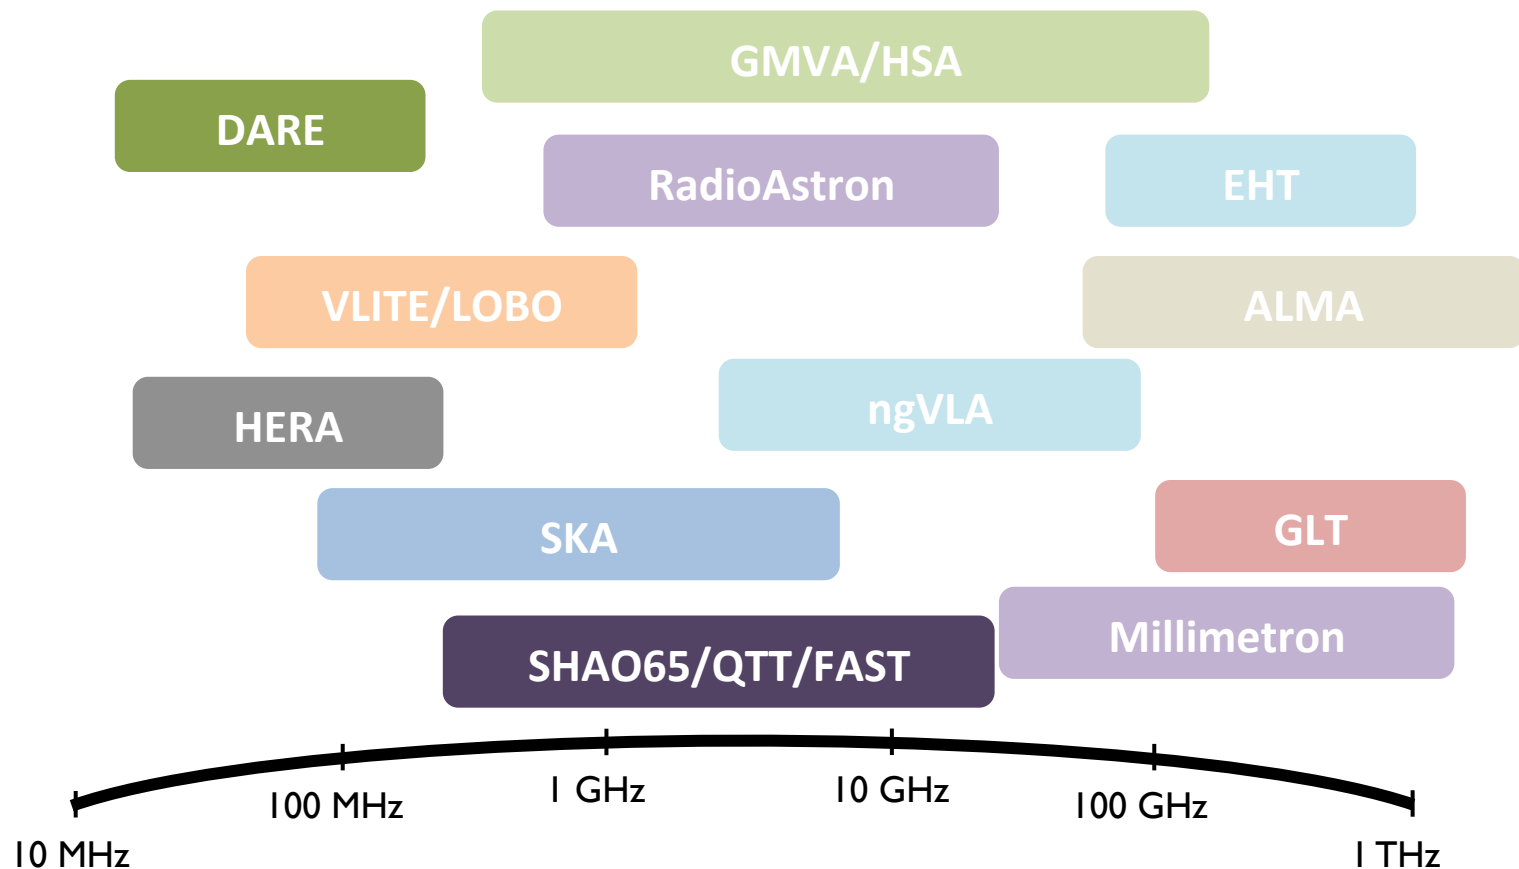 GMVA/HSA
DARE
RadioAstron
EHT
VLITE/LOBO
ALMA
ngVLA
HERA
GLT
SKA
Millimetron
SHAO65/QTT/FAST
10 MHz
100 MHz
1 GHz
10 GHz
100 GHz
1 THz